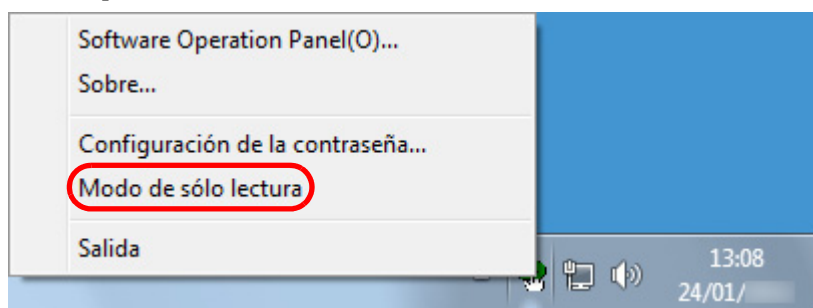 Software Operation Panel(O)...
Sobre...
Configuración de la contraseña...
Modo de sólo lectura
Salida
13:08
24/01/